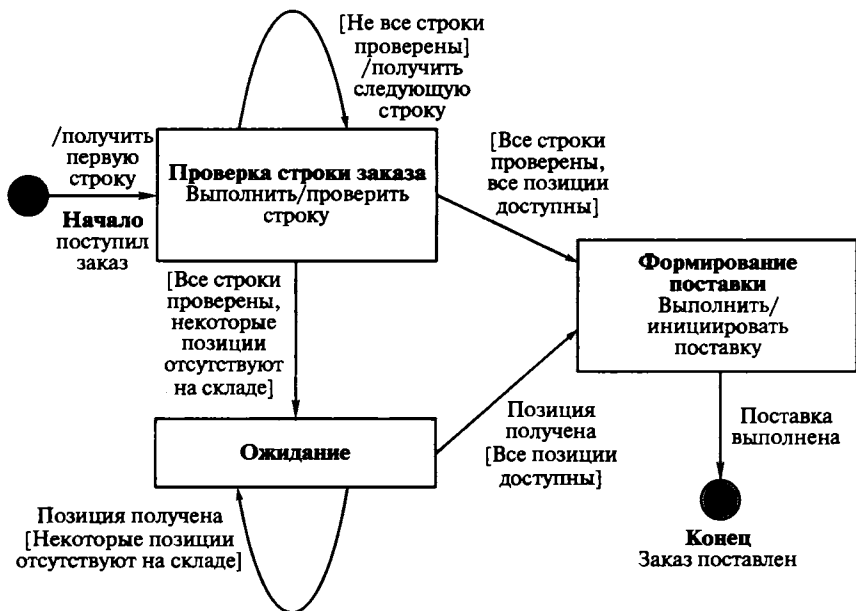 [Не все строки
проверены]
/получить
следующую
строку
/получить
первую
строку
Начало
поступил
заказ
Проверка строки заказа
Выполнить/проверить
строку
[Все строки
проверены,
все позиции
доступны]
[Все строки
проверены,
некоторые
позиции
отсутствуют
на складе]
Формирование
поставки
Выполнить/
инициировать
поставку
Ожидание
Позиция
получена
[Все позиции
доступны]
Поставка
выполнена
Позиция получена
[Некоторые позиции
отсутствуют на складе]
Конец
Заказ поставлен